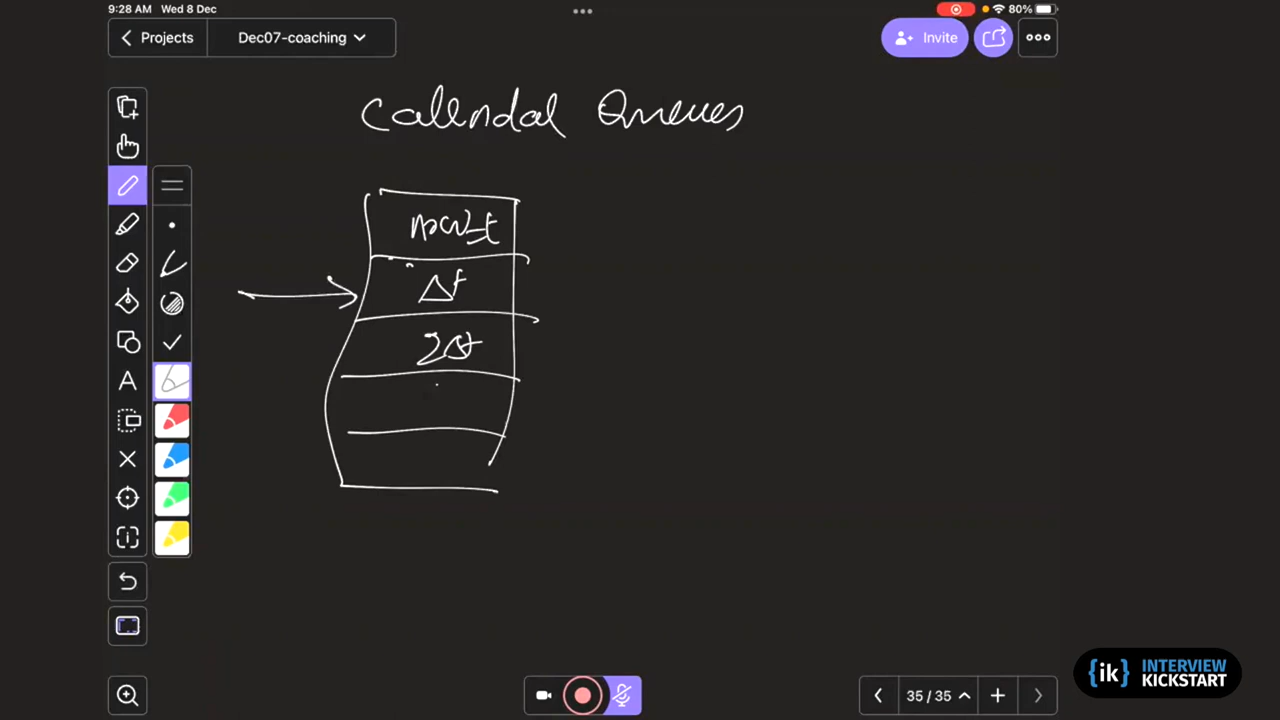 9:28 AM Wed 8 Dec
80%
Projects
Dec07-coaching
Invite
Callendal Queues
now_t
Δt
2Δt
A
35 / 35
{ik} INTERVIEW
KICKSTART